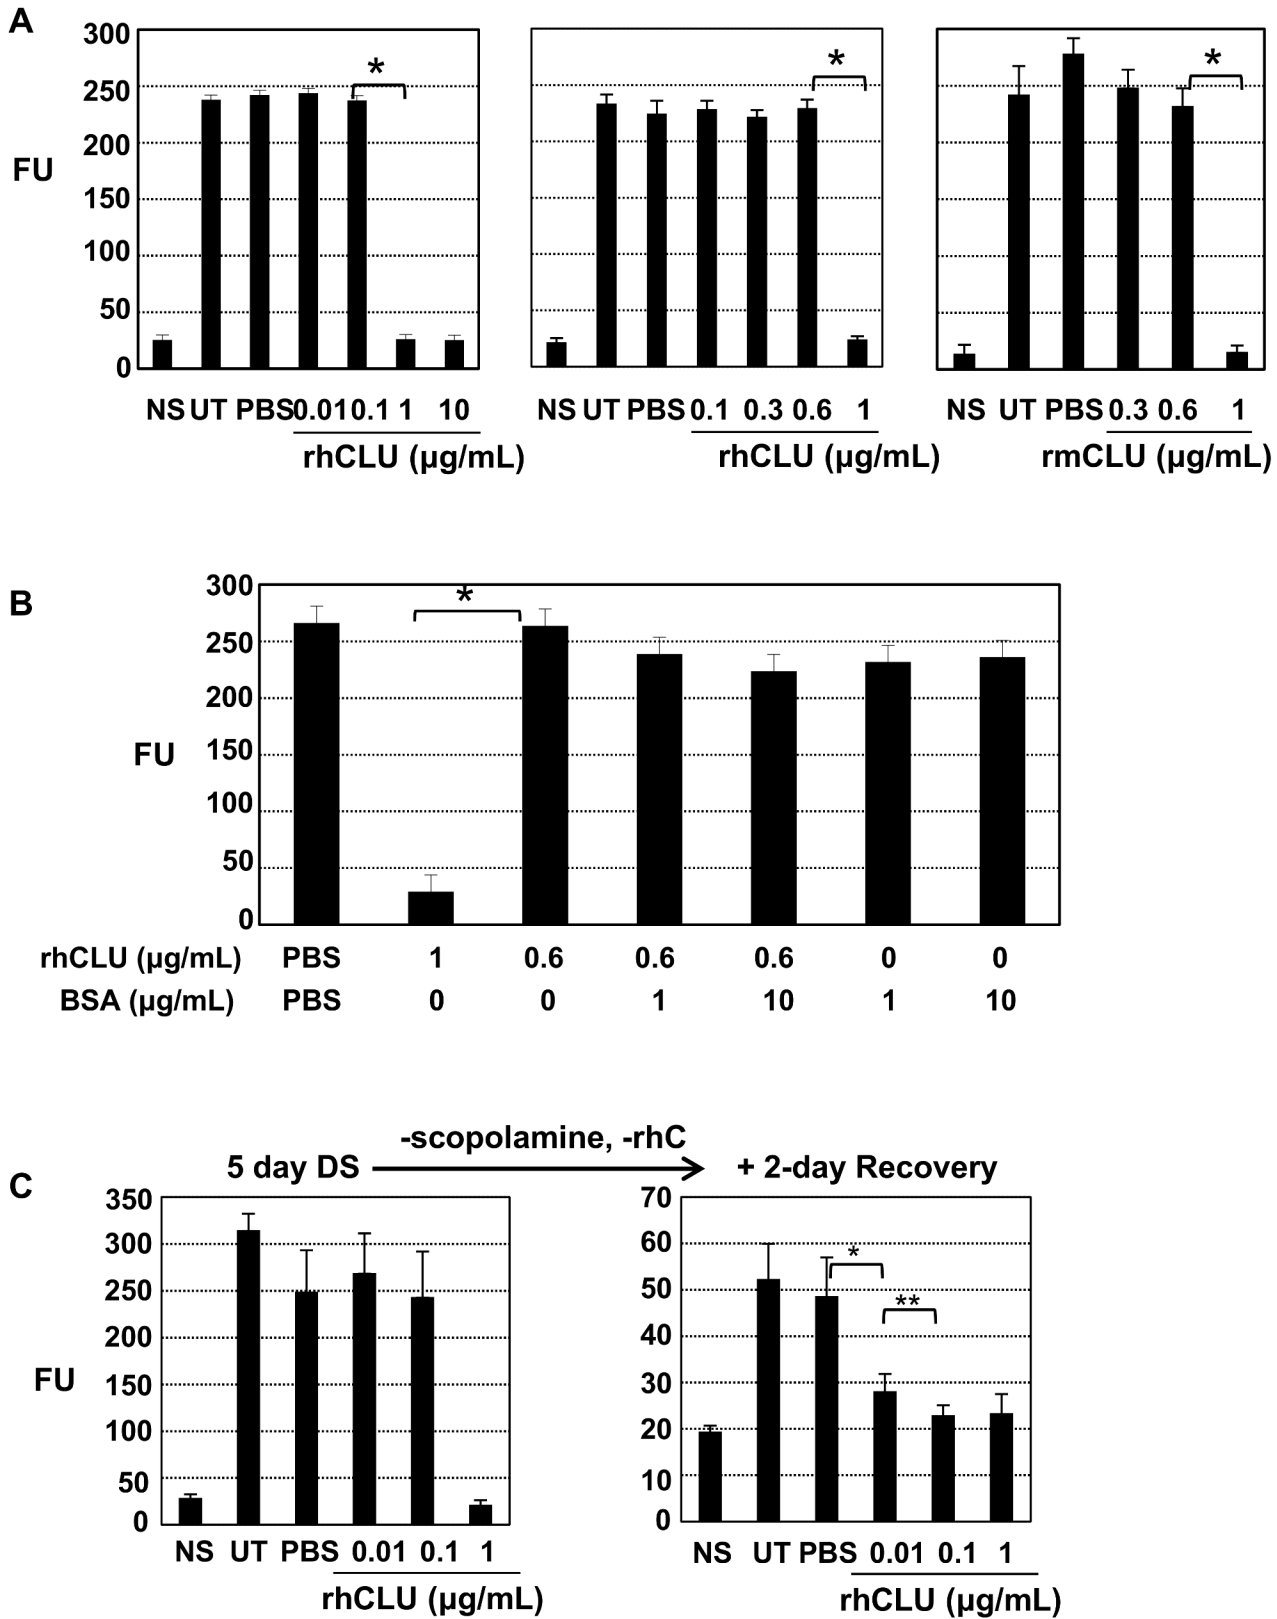 A
300
250
200
150
100
50
0
FU
*
*
*
NS UT PBS 0.01 0.1 1 10
rhCLU (µg/mL)
NS UT PBS 0.1 0.3 0.6 1
rhCLU (µg/mL)
NS UT PBS 0.3 0.6 1
rmCLU (µg/mL)
B
300
250
200
150
100
50
0
FU
*
rhCLU (µg/mL) PBS 1 0.6 0.6 0.6 0 0
BSA (µg/mL) PBS 0 0 1 10 1 10
C
5 day DS
-scopolamine, -rhC
+ 2-day Recovery
350
300
250
200
150
100
50
0
FU
NS UT PBS 0.01 0.1 1
rhCLU (µg/mL)
70
60
50
40
30
20
10
0
*
**
NS UT PBS 0.01 0.1 1
rhCLU (µg/mL)